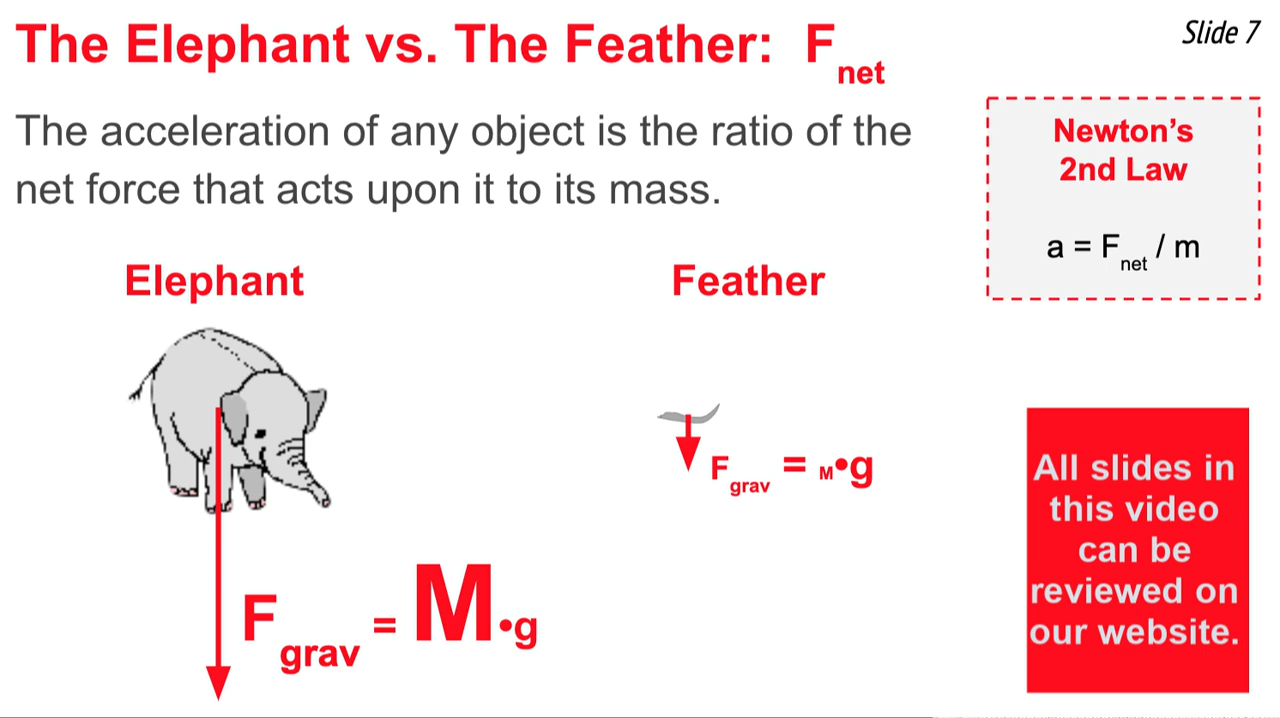 The Elephant vs. The Feather: Fnet
Slide 7
The acceleration of any object is the ratio of the
net force that acts upon it to its mass.
Newton’s
2nd Law
a = Fnet / m
Elephant
Feather
Fgrav = M•g
Fgrav = M•g
All slides in
this video
can be
reviewed on
our website.